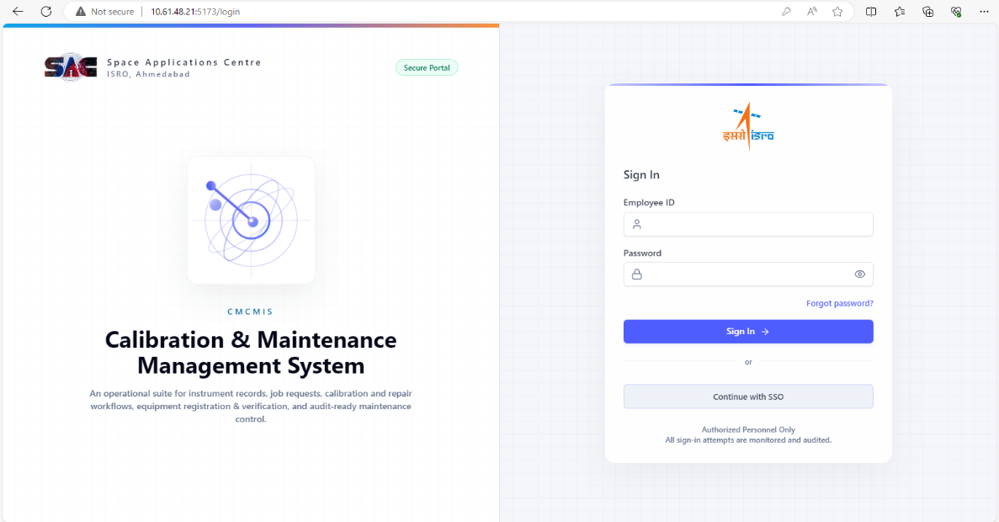 Not secure
10.61.48.21:5173/login
SAC
Space Applications Centre
ISRO, Ahmedabad
Secure Portal
CMCMIS
Calibration & Maintenance
Management System
An operational suite for instrument records, job requests, calibration and repair
workflows, equipment registration & verification, and audit-ready maintenance
control.
इसरो isro
Sign In
Employee ID
Password
Forgot password?
Sign In →
or
Continue with SSO
Authorized Personnel Only
All sign-in attempts are monitored and audited.